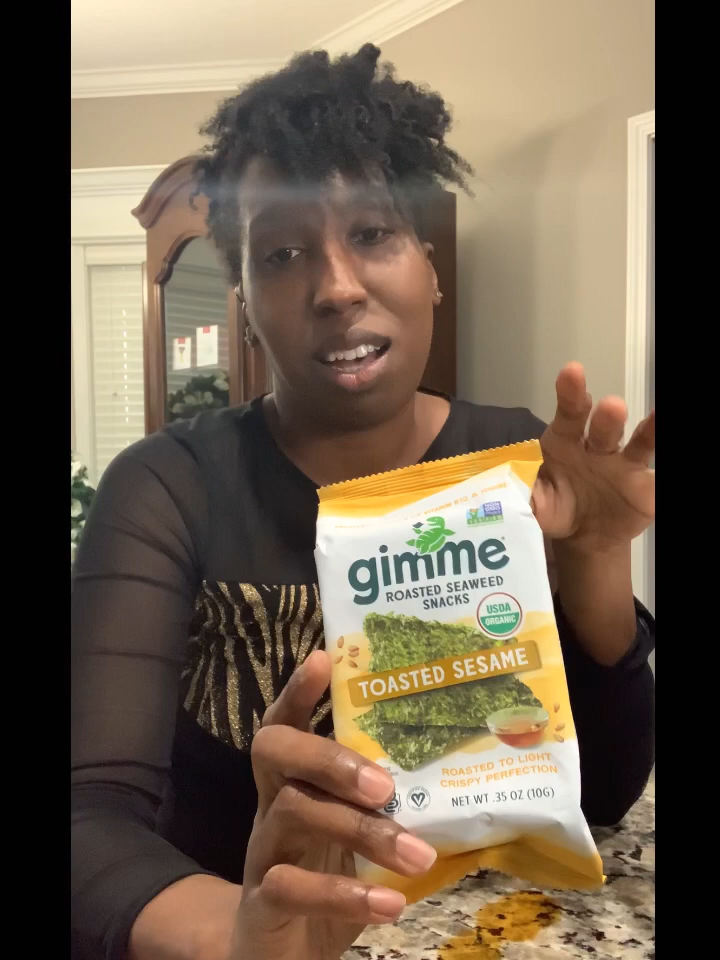 gimme
ROASTED SEAWEED
SNACKS
USDA
ORGANIC
TOASTED SESAME
ROASTED TO LIGHT
CRISPY PERFECTION
NET WT .35 OZ (10G)